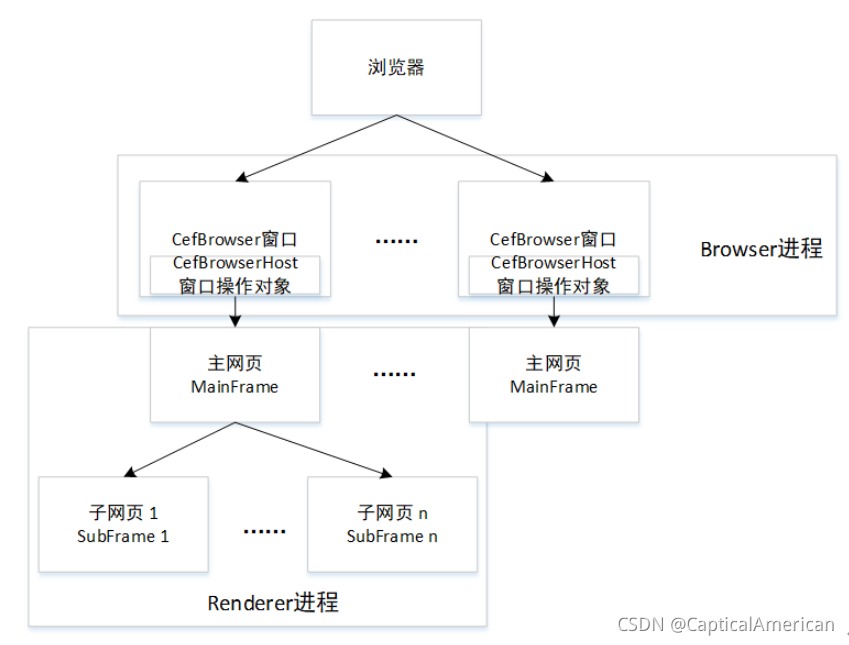 浏览器
CefBrowser窗口
CefBrowserHost
窗口操作对象
......
CefBrowser窗口
CefBrowserHost
窗口操作对象
Browser进程
主网页
MainFrame
......
主网页
MainFrame
子网页 1
SubFrame 1
......
子网页 n
SubFrame n
Renderer进程
CSDN @CapticalAmerican